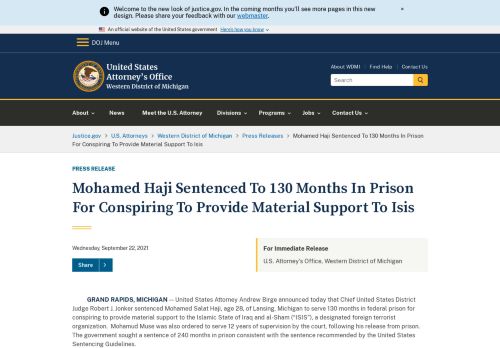 Welcome to the new look of justice.gov. In the coming months you'll see more pages in this new
design. Please share your feedback with our webmaster.
×
An official website of the United States government Here's how you know
DOJ Menu
United States
Attorney's Office
Western District of Michigan
About WDMI | Find Help | Contact Us
Search
About News Meet the U.S. Attorney Divisions Programs Jobs Contact Us
Justice.gov > U.S. Attorneys > Western District of Michigan > Press Releases > Mohamed Haji Sentenced To 130 Months In Prison
For Conspiring To Provide Material Support To Isis
PRESS RELEASE
Mohamed Haji Sentenced To 130 Months In Prison
For Conspiring To Provide Material Support To Isis
Wednesday, September 22, 2021
Share >
For Immediate Release
U.S. Attorney's Office, Western District of Michigan
GRAND RAPIDS, MICHIGAN — United States Attorney Andrew Birge announced today that Chief United States District
Judge Robert J. Jonker sentenced Mohamed Salat Haji, age 28, of Lansing, Michigan to serve 130 months in federal prison for
conspiring to provide material support to the Islamic State of Iraq and al-Sham ("ISIS"), a designated foreign terrorist
organization. Mohamud Muse was also ordered to serve 12 years of supervision by the court, following his release from prison.
The government sought a sentence of 240 months in prison consistent with the sentence recommended by the United States
Sentencing Guidelines.